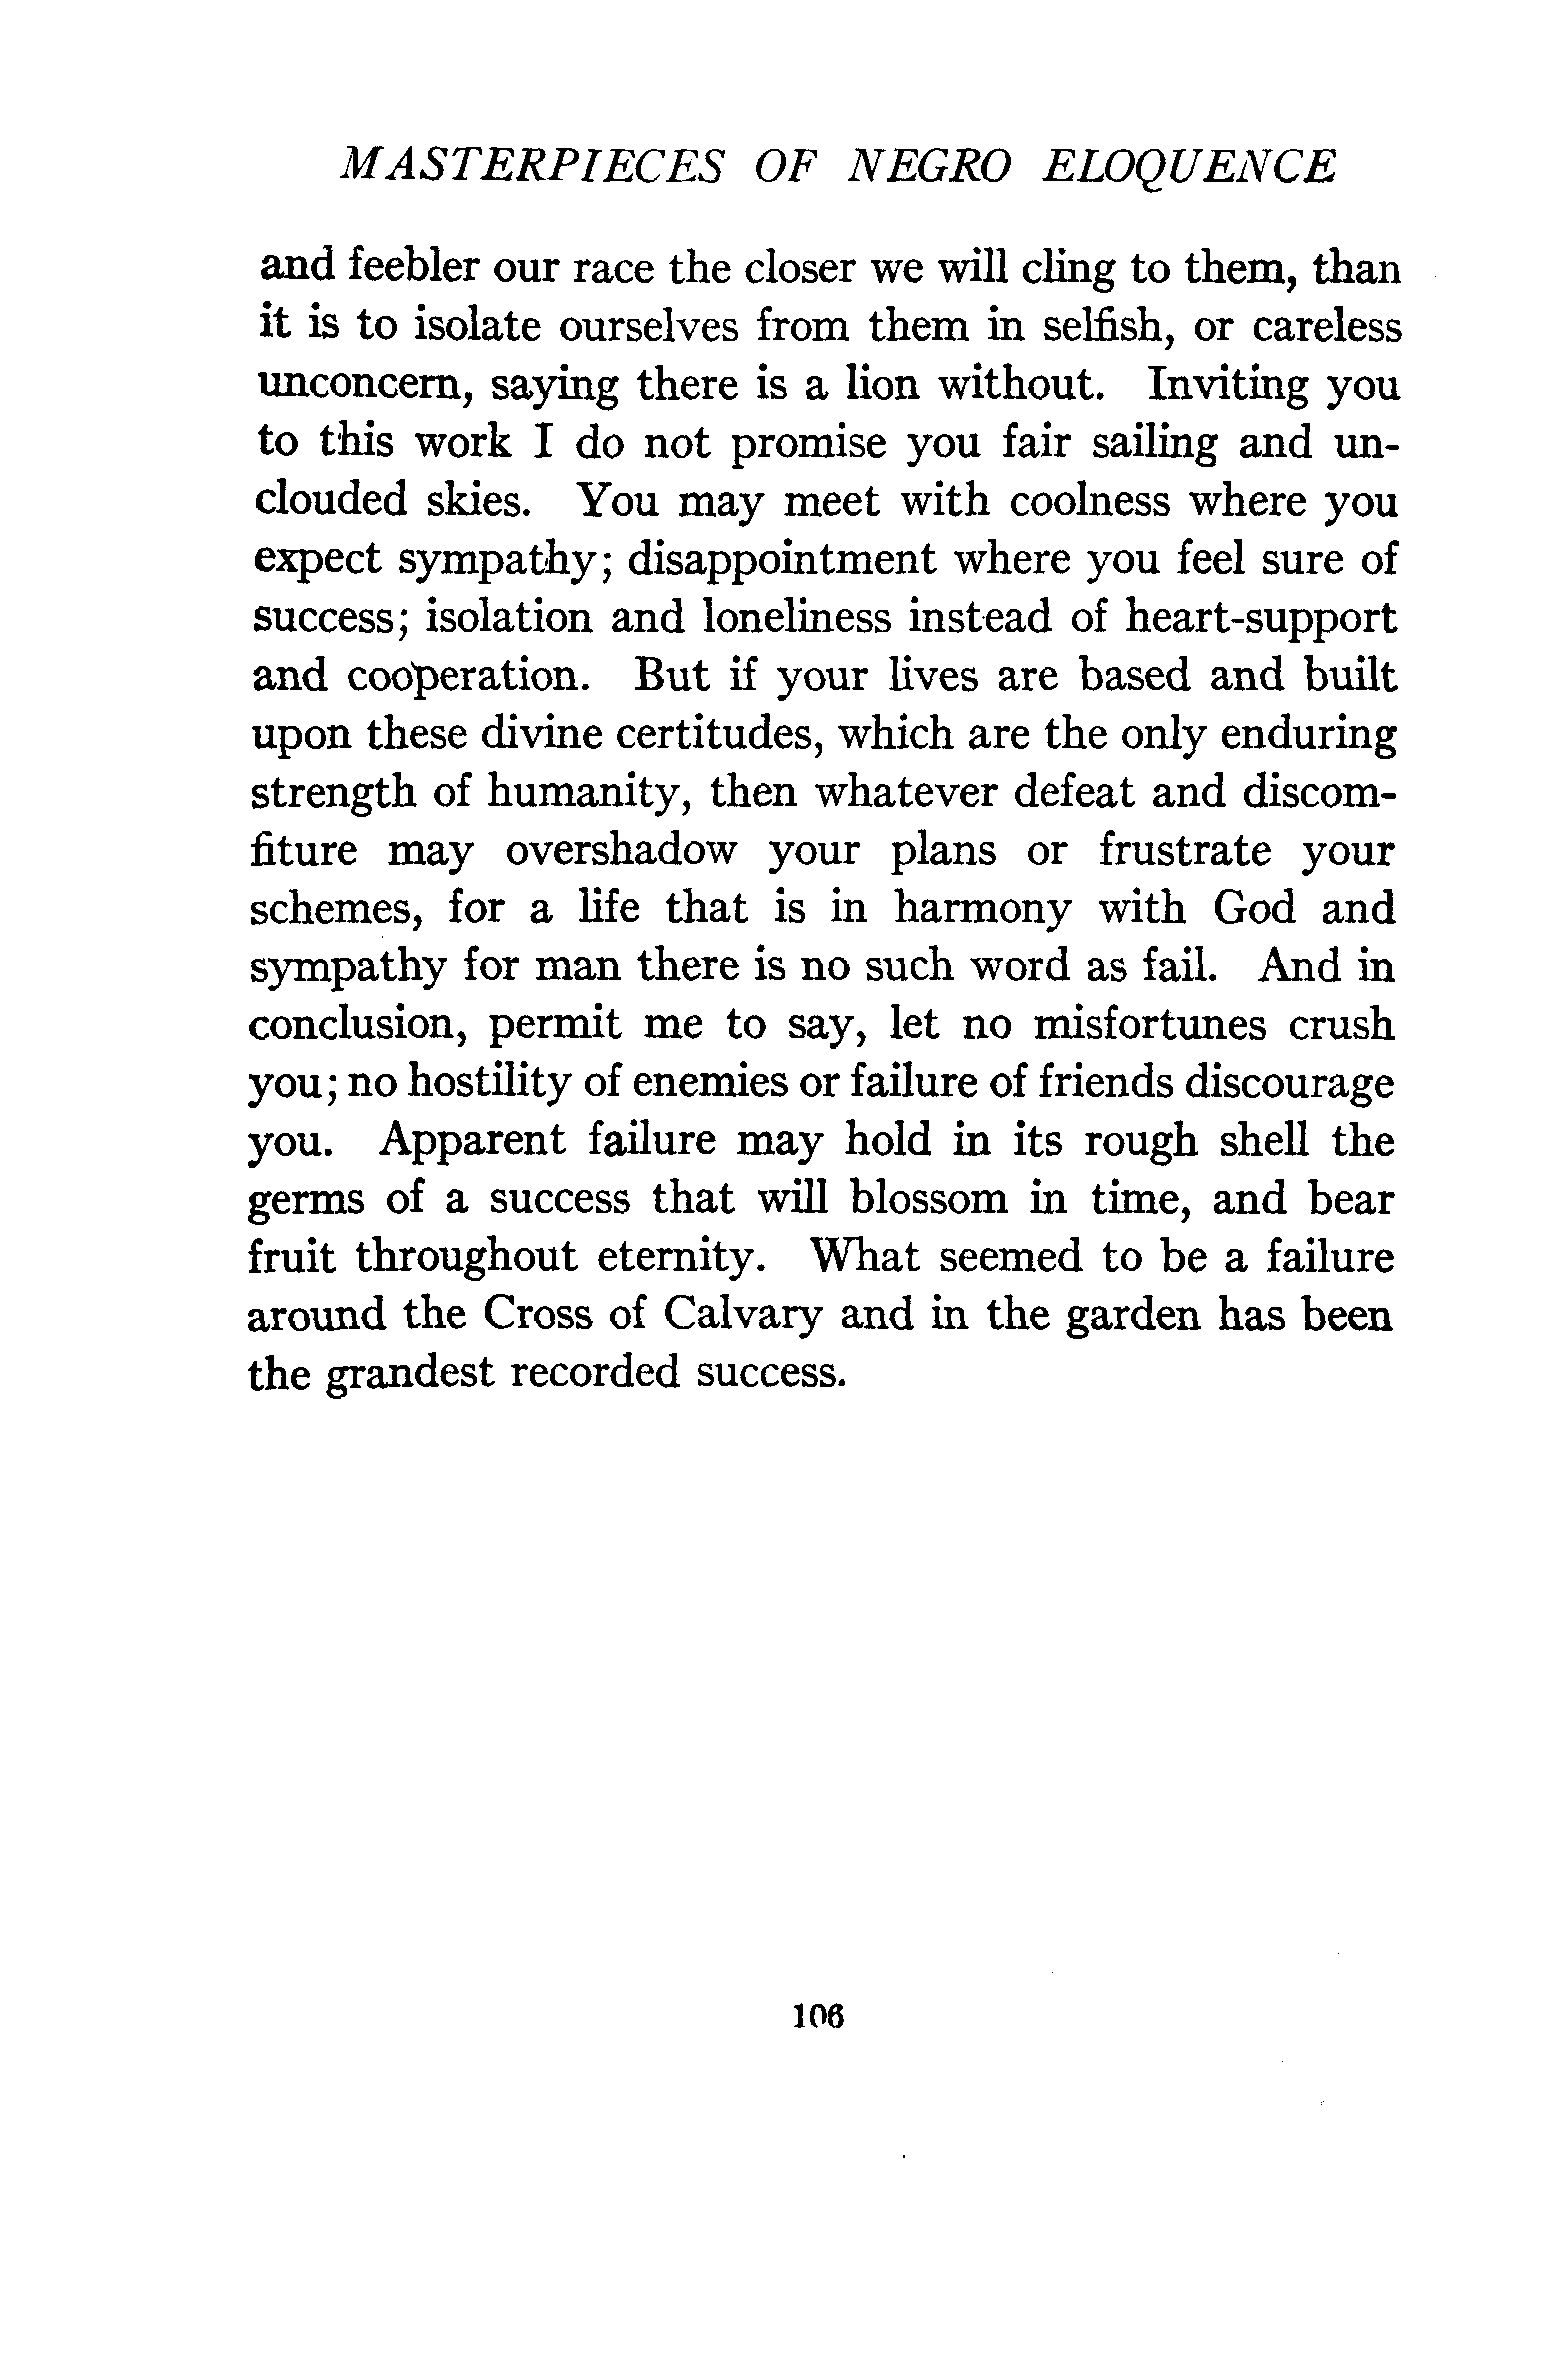 MASTERPIECES OF NEGRO ELOQUENCE
and feebler our race the closer we will cling to them, than
it is to isolate ourselves from them in selfish, or careless
unconcern, saying there is a lion without. Inviting you
to this work I do not promise you fair sailing and un-
clouded skies. You may meet with coolness where you
expect sympathy; disappointment where you feel sure of
success; isolation and loneliness instead of heart-support
and coöperation. But if your lives are based and built
upon these divine certitudes, which are the only enduring
strength of humanity, then whatever defeat and discom-
fiture may overshadow your plans or frustrate your
schemes, for a life that is in harmony with God and
sympathy for man there is no such word as fail. And in
conclusion, permit me to say, let no misfortunes crush
you; no hostility of enemies or failure of friends discourage
you. Apparent failure may hold in its rough shell the
germs of a success that will blossom in time, and bear
fruit throughout eternity. What seemed to be a failure
around the Cross of Calvary and in the garden has been
the grandest recorded success.
106